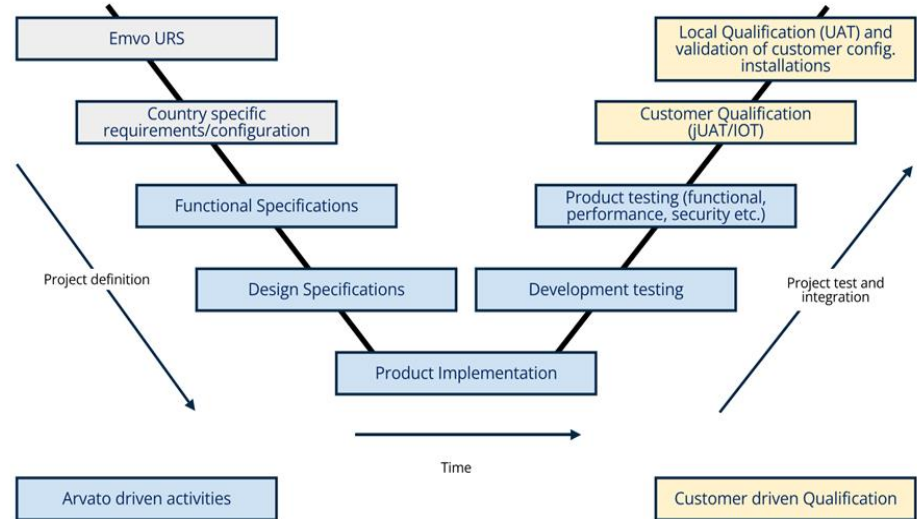 Emvo URS
Local Qualification (UAT) and
validation of customer config.
installations
Country specific
requirements/configuration
Customer Qualification
(jUAT/IOT)
Functional Specifications
Product testing (functional,
performance, security etc.)
Project definition
Design Specifications
Development testing
Project test and
integration
Product Implementation
Time
Arvato driven activities
Customer driven Qualification